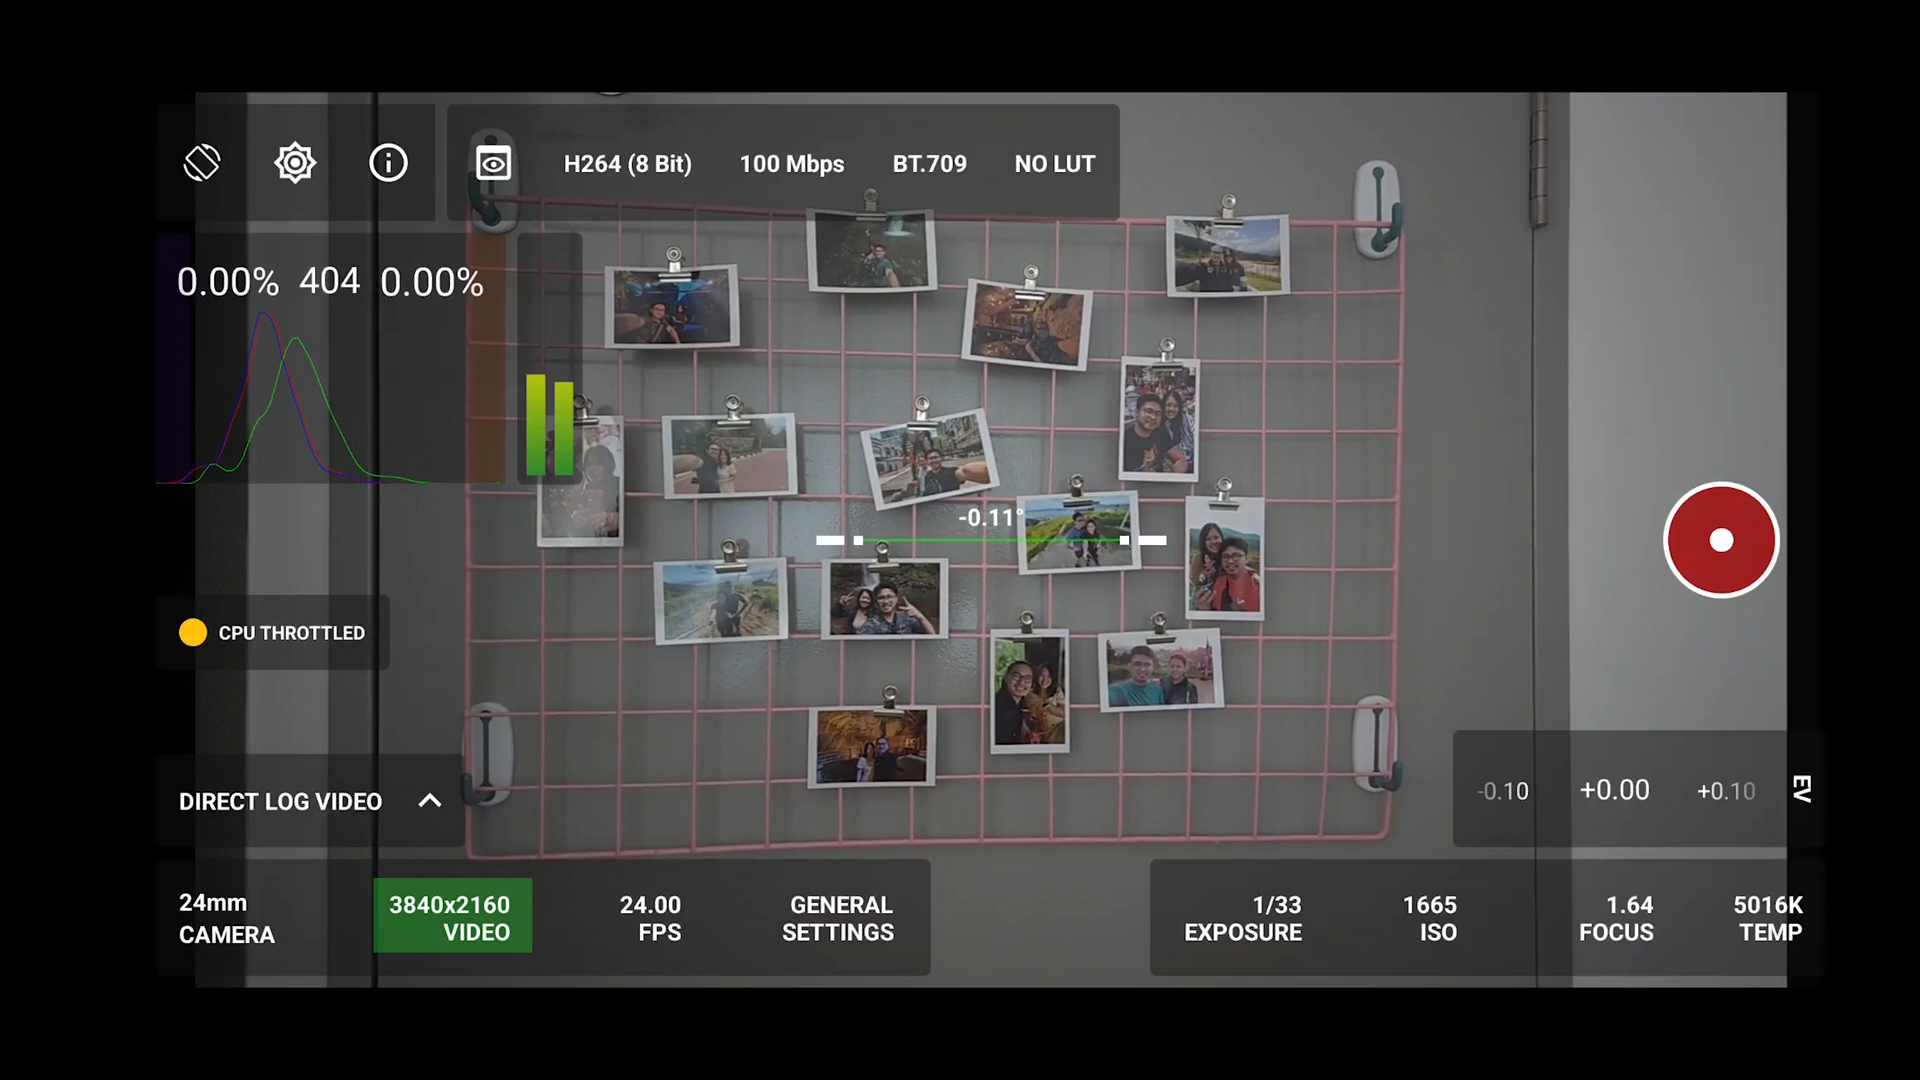 H264 (8 Bit) 100 Mbps BT.709 NO LUT
0.00% 404 0.00%
-0.11°
CPU THROTTLED
DIRECT LOG VIDEO
-0.10 +0.00 +0.10 EV
24mm
CAMERA
3840x2160
VIDEO
24.00
FPS
GENERAL
SETTINGS
1/33
EXPOSURE
1665
ISO
1.64
FOCUS
5016K
TEMP